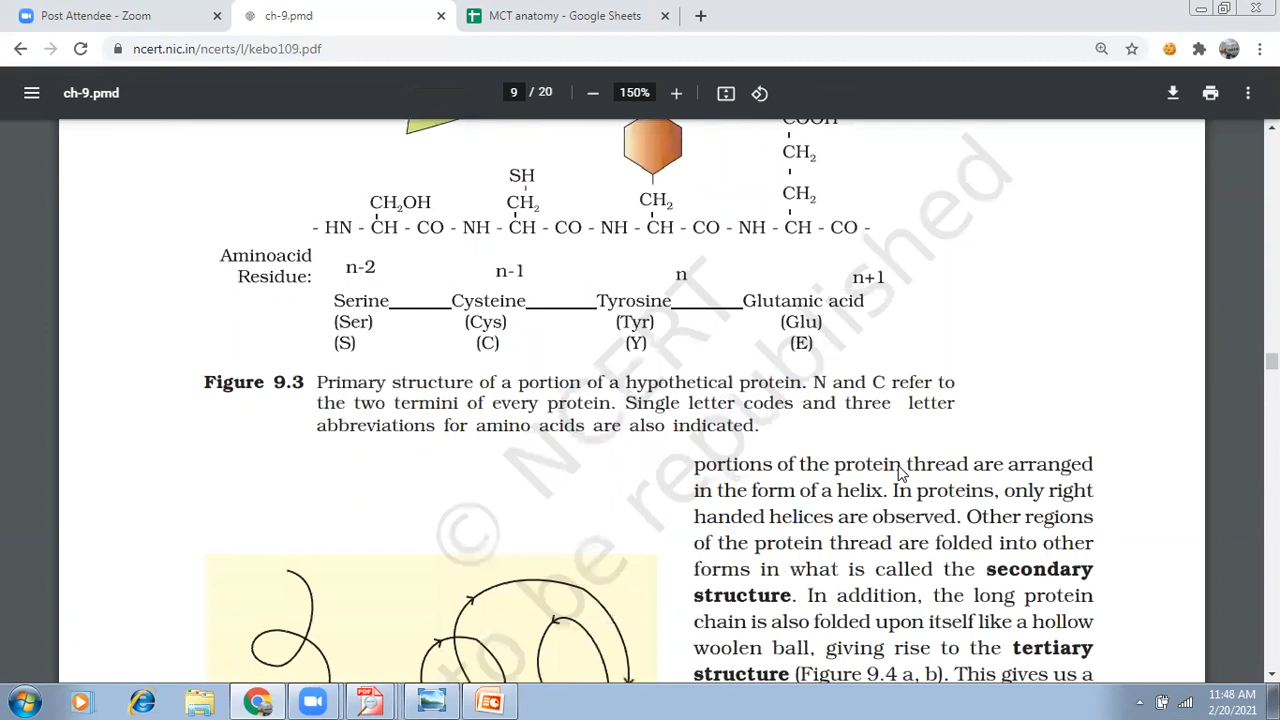 Post Attendee - Zoom
ch-9.pmd
MCT anatomy - Google Sheets
ncert.nic.in/ncerts/l/kebo109.pdf
ch-9.pmd
9 / 20
150%
COOH
CH2
SH
CH2
CH2OH CH2 CH2
- HN - CH - CO - NH - CH - CO - NH - CH - CO - NH - CH - CO -
Aminoacid
Residue:
n-2 n-1 n n+1
Serine Cysteine Tyrosine Glutamic acid
(Ser) (Cys) (Tyr) (Glu)
(S) (C) (Y) (E)
Figure 9.3 Primary structure of a portion of a hypothetical protein. N and C refer to
the two termini of every protein. Single letter codes and three letter
abbreviations for amino acids are also indicated.
portions of the protein thread are arranged
in the form of a helix. In proteins, only right
handed helices are observed. Other regions
of the protein thread are folded into other
forms in what is called the secondary
structure. In addition, the long protein
chain is also folded upon itself like a hollow
woolen ball, giving rise to the tertiary
structure (Figure 9.4 a, b). This gives us a
© NCERT
to be republished
11:48 AM
2/20/2021